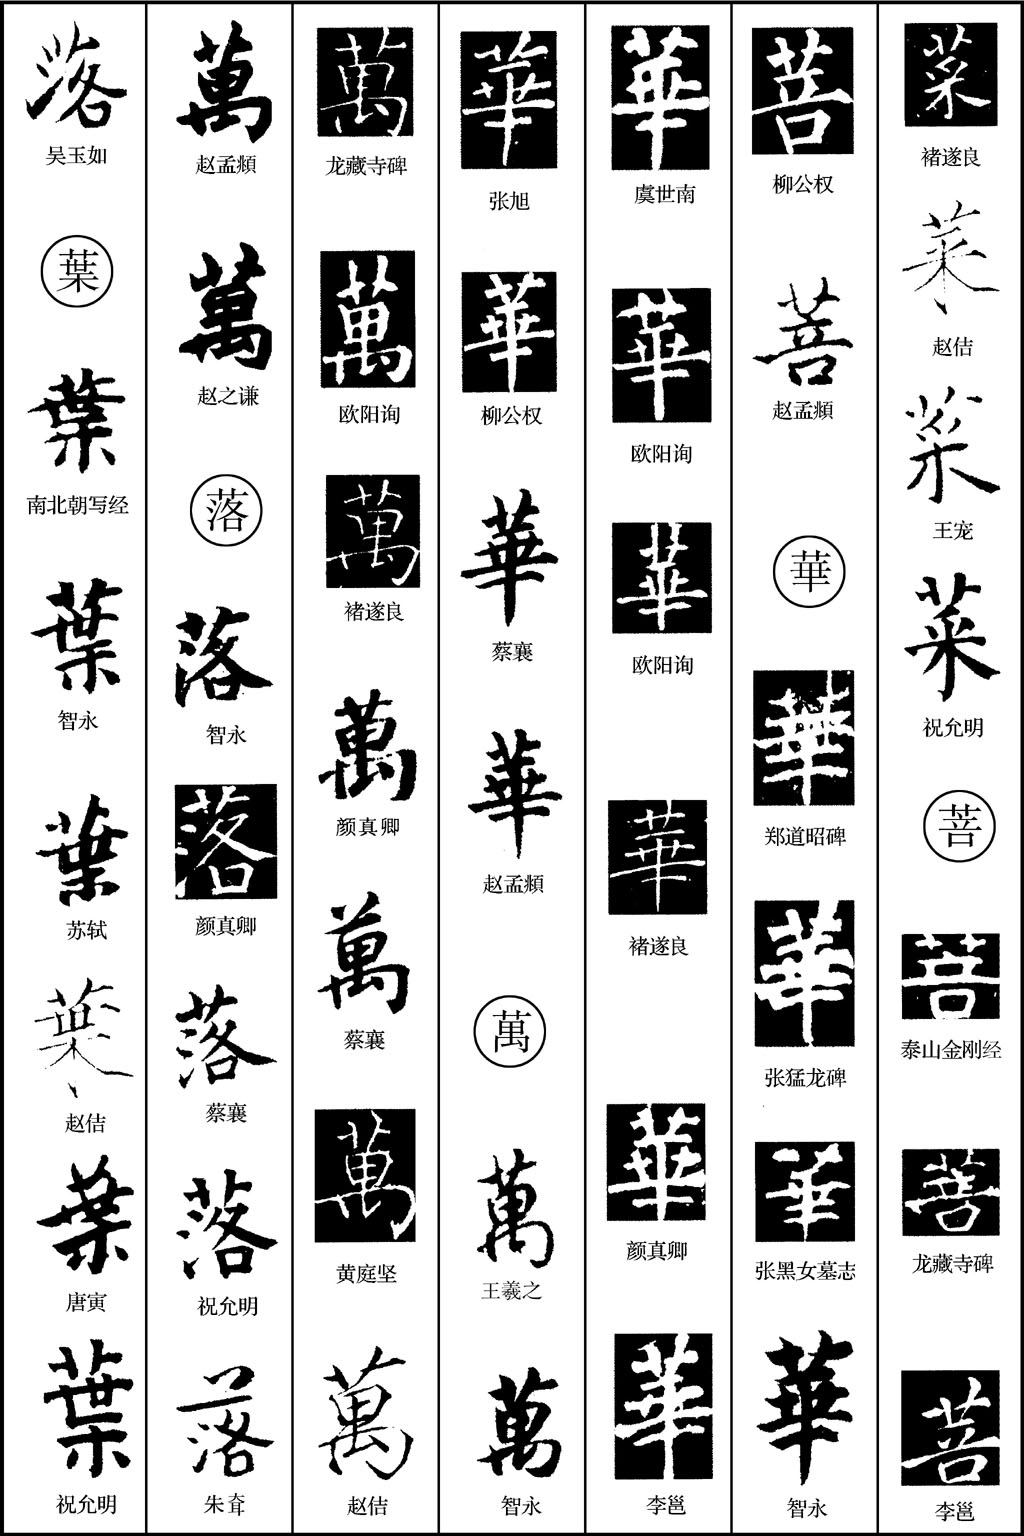 菜
褚遂良
菜
赵佶
菜
王宠
菜
祝允明
菩
菩
泰山金刚经
菩
龙藏寺碑
菩
李邕
菩
柳公权
菩
赵孟頫
華
華
郑道昭碑
華
张猛龙碑
華
张黑女墓志
華
智永
華
虞世南
華
欧阳询
華
欧阳询
華
褚遂良
華
颜真卿
華
李邕
華
张旭
華
柳公权
華
蔡襄
華
赵孟頫
萬
萬
王羲之
萬
智永
萬
龙藏寺碑
萬
欧阳询
萬
褚遂良
萬
颜真卿
萬
蔡襄
萬
黄庭坚
萬
赵佶
萬
赵孟頫
萬
赵之谦
落
落
智永
落
颜真卿
落
蔡襄
落
祝允明
落
朱耷
落
吴玉如
葉
葉
南北朝写经
葉
智永
葉
苏轼
葉
赵佶
葉
唐寅
葉
祝允明